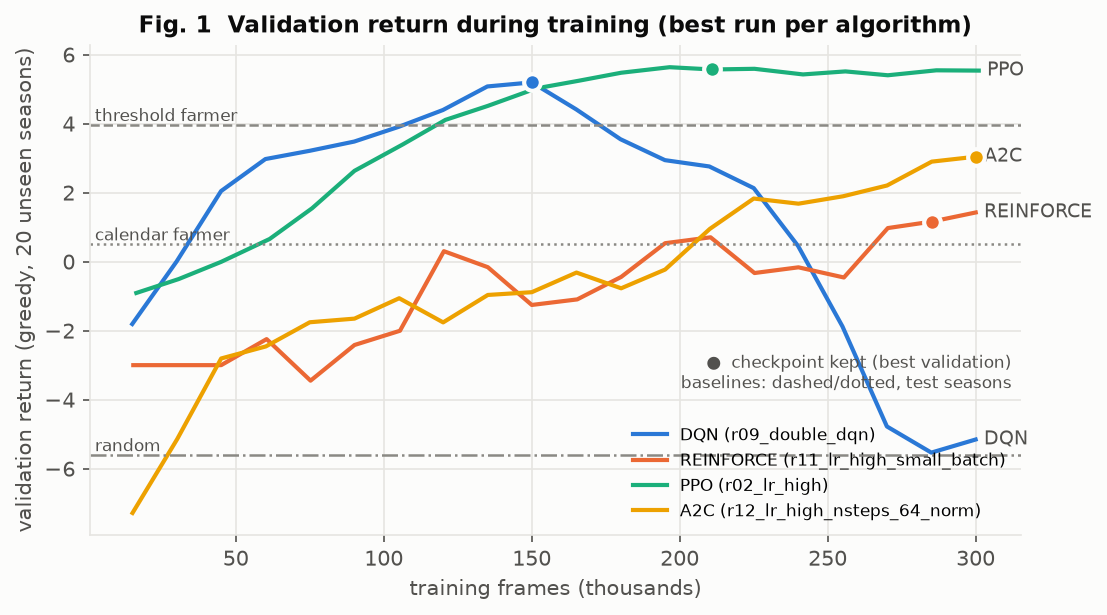 Fig. 1  Validation return during training (best run per algorithm)
validation return (greedy, 20 unseen seasons)
6
4
2
0
−2
−4
−6
threshold farmer
calendar farmer
random
PPO
A2C
REINFORCE
DQN
checkpoint kept (best validation)
baselines: dashed/dotted, test seasons
DQN (r09_double_dqn)
REINFORCE (r11_lr_high_small_batch)
PPO (r02_lr_high)
A2C (r12_lr_high_nsteps_64_norm)
50 100 150 200 250 300
training frames (thousands)